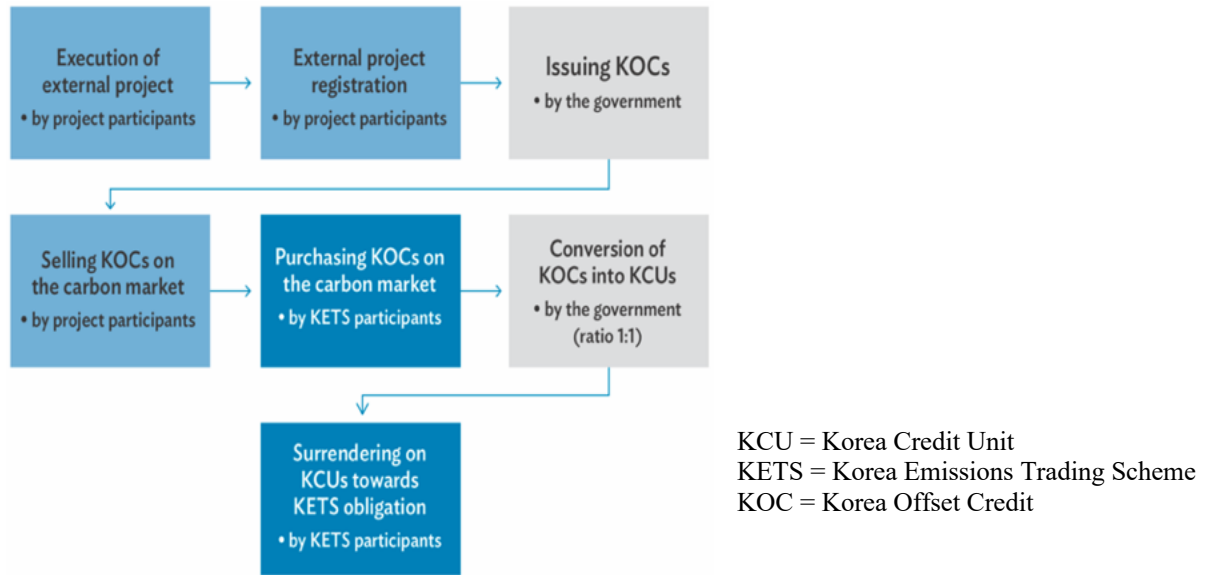 Execution of
external project
• by project participants
External project
registration
• by project participants
Issuing KOCs
• by the government
Selling KOCs on
the carbon market
• by project participants
Purchasing KOCs on
the carbon market
• by KETS participants
Conversion of
KOCs into KCUs
• by the government
(ratio 1:1)
Surrendering on
KCUs towards
KETS obligation
• by KETS participants
KCU = Korea Credit Unit
KETS = Korea Emissions Trading Scheme
KOC = Korea Offset Credit